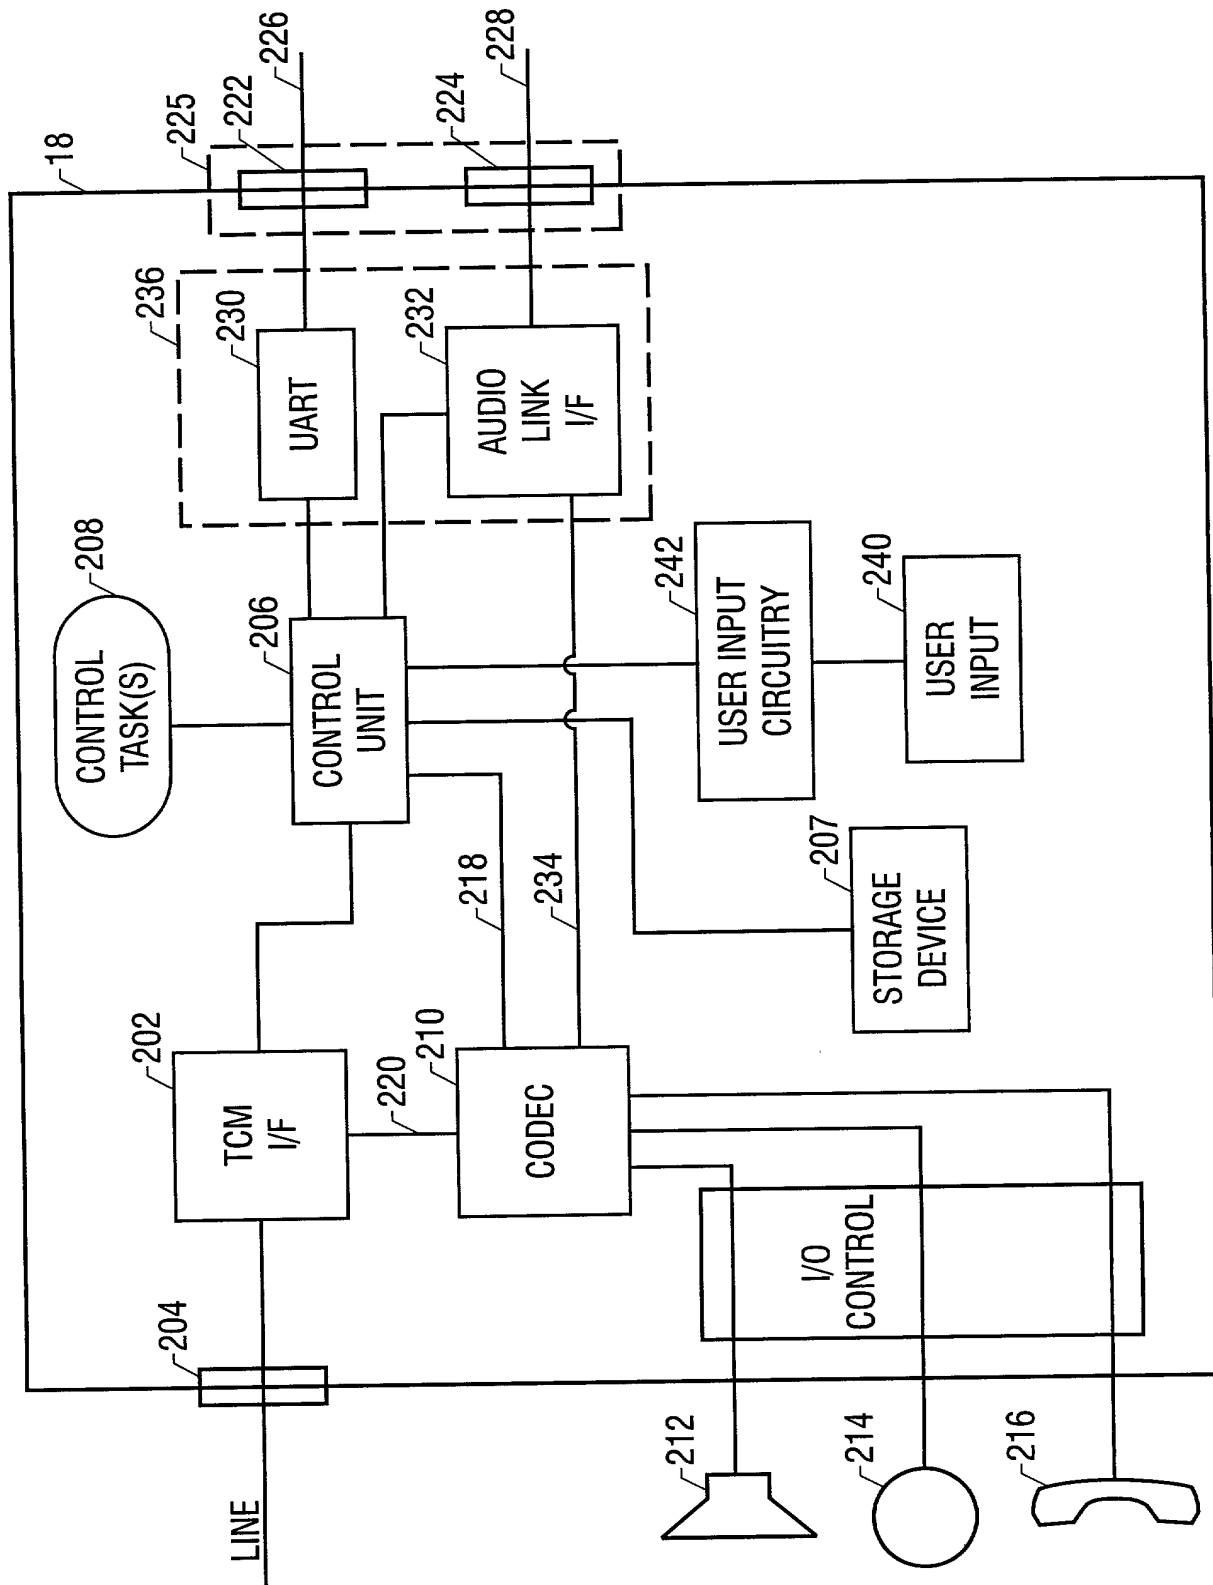 18
225
222
226
224
228
236
230
UART
232
AUDIO
LINK
I/F
208
CONTROL
TASK(S)
206
CONTROL
UNIT
242
USER INPUT
CIRCUITRY
240
USER
INPUT
218
234
207
STORAGE
DEVICE
202
TCM
I/F
220
210
CODEC
204
LINE
I/O
CONTROL
212
214
216